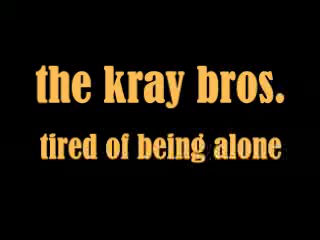 the kray bros.
tired of being alone